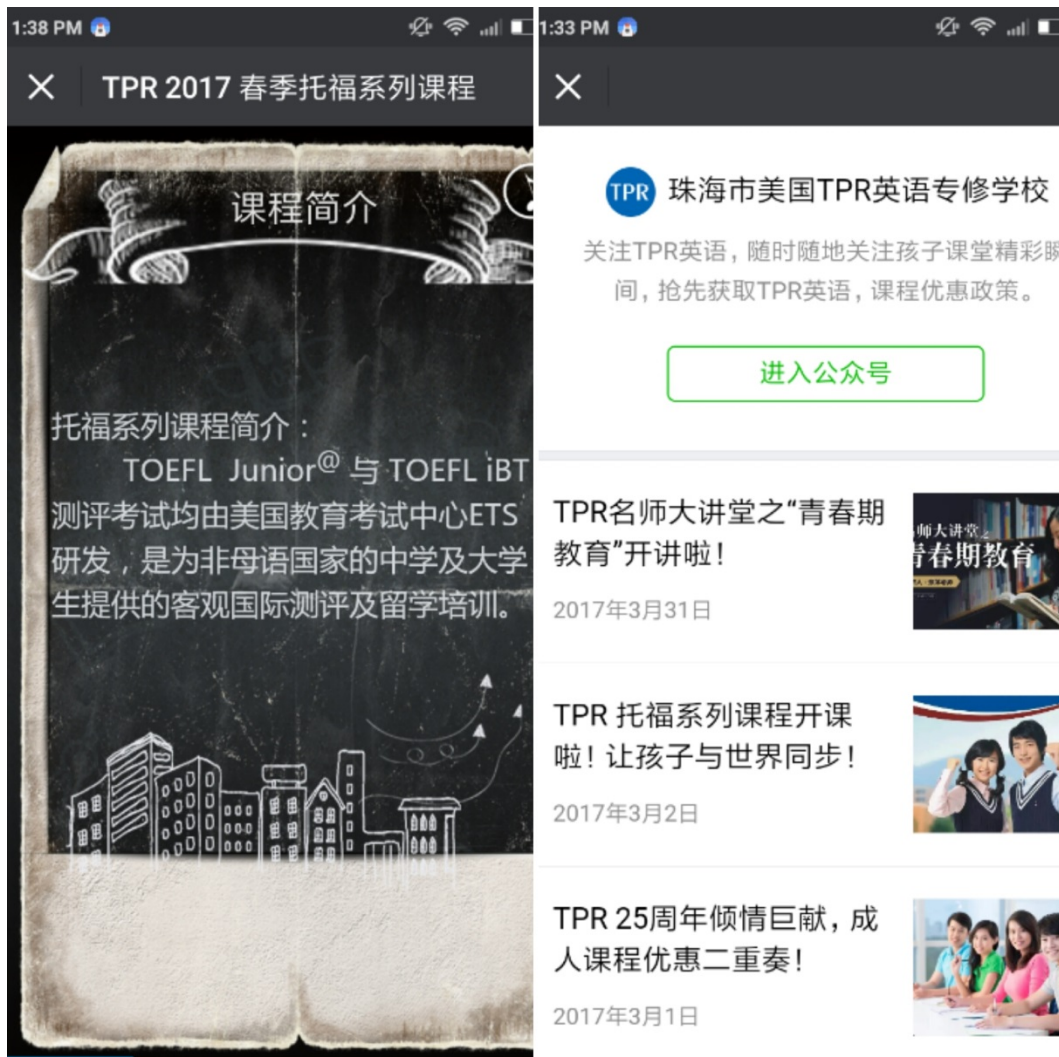 1:38 PM
TPR 2017 春季托福系列课程
课程简介
托福系列课程简介：
TOEFL Junior@ 与 TOEFL iBT
测评考试均由美国教育考试中心ETS
研发，是为非母语国家的中学及大学
生提供的客观国际测评及留学培训。
1:33 PM
TPR
珠海市美国TPR英语专修学校
关注TPR英语，随时随地关注孩子课堂精彩瞬
间，抢先获取TPR英语，课程优惠政策。
进入公众号
TPR名师大讲堂之“青春期
教育”开讲啦！
2017年3月31日
师大讲堂之
青春期教育
TPR 托福系列课程开课
啦！让孩子与世界同步！
2017年3月2日
TPR 25周年倾情巨献，成
人课程优惠二重奏！
2017年3月1日